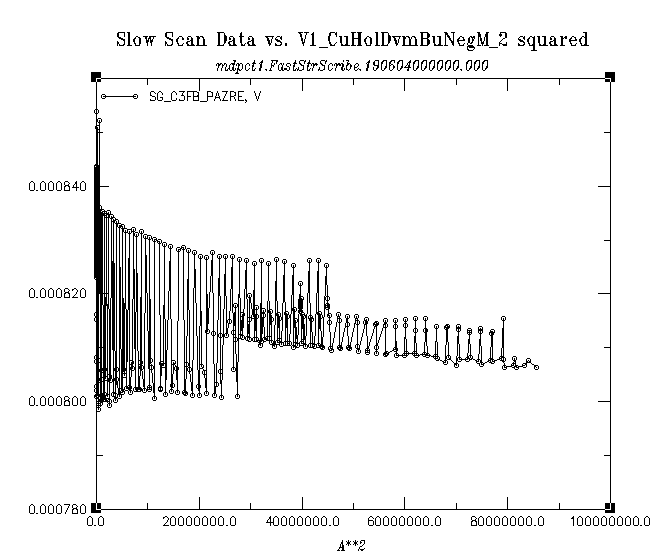 Slow Scan Data vs. V1_CuHolDvmBuNegM_2 squared
mdpct1.FastStrScribe.190604000000.000
SG_C3FB_PAZRE, V
0.000840
0.000820
0.000800
0.000780
0.0 20000000.0 40000000.0 60000000.0 80000000.0 100000000.0
A**2